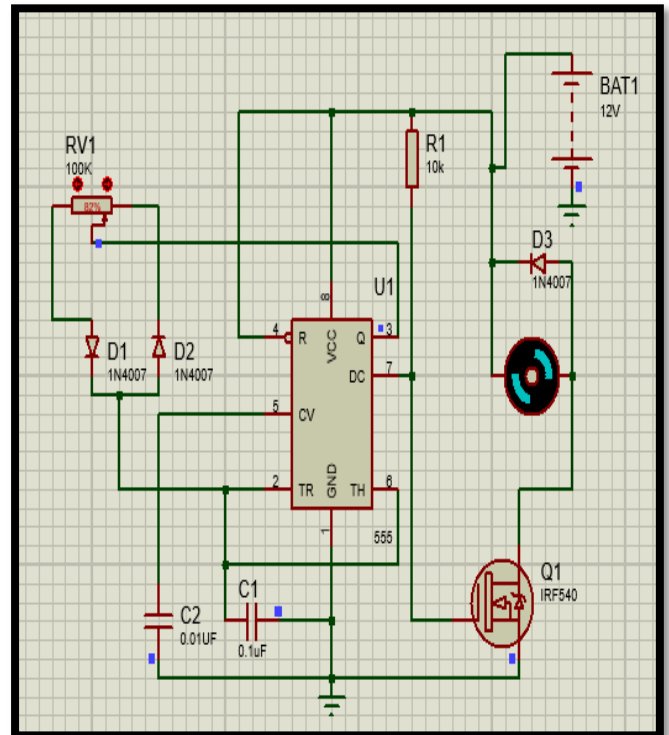 BAT1
12V
RV1
100K
82%
R1
10k
D3
1N4007
U1
8
4
R
VCC
Q
3
D1
1N4007
D2
1N4007
DC
7
5
CV
2
TR
GND
TH
6
1
555
Q1
IRF540
C1
0.1uF
C2
0.01UF